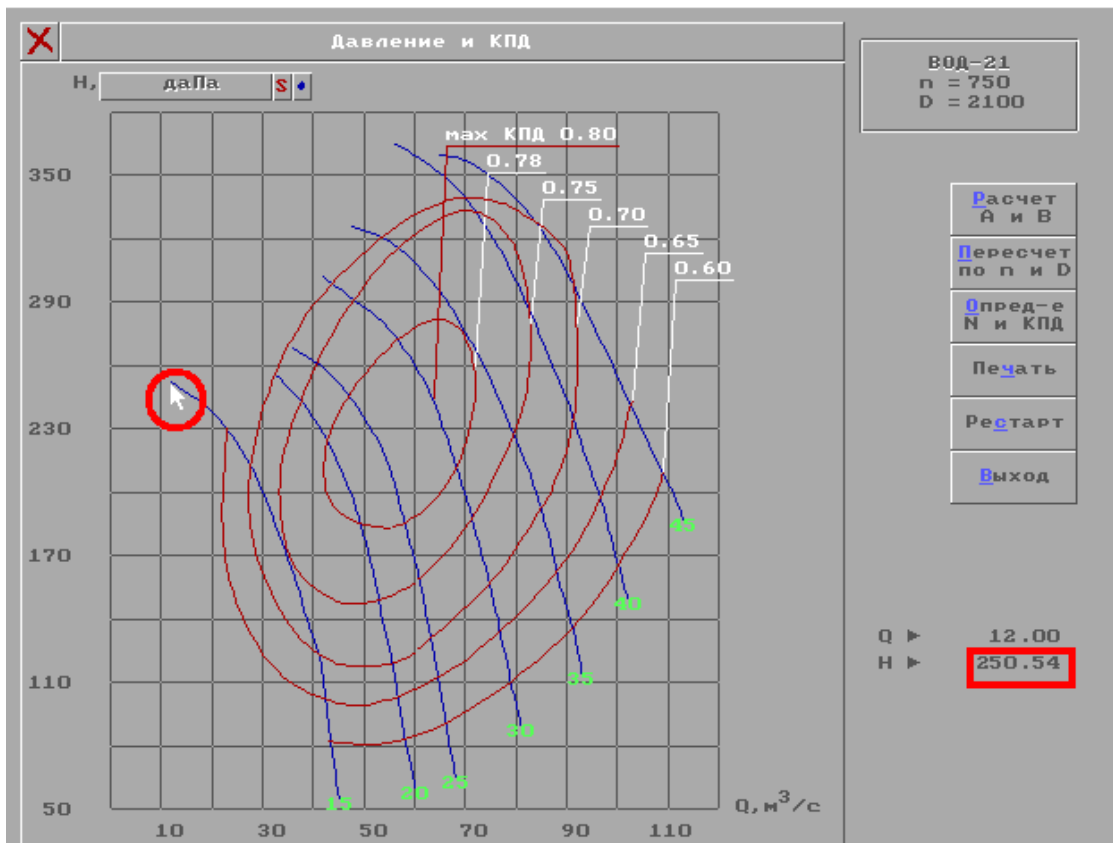 Давление и КПД
Н, даПа S
ВОД-21
n = 750
D = 2100
max КПД 0.80
0.78
0.75
0.70
0.65
0.60
350
290
230
170
110
50
45
40
35
30
25
20
15
10 30 50 70 90 110
Q,м³/с
Расчет
А и В
Пересчет
по n и D
Опред-е
N и КПД
Печать
Рестарт
Выход
Q ► 12.00
Н ► 250.54